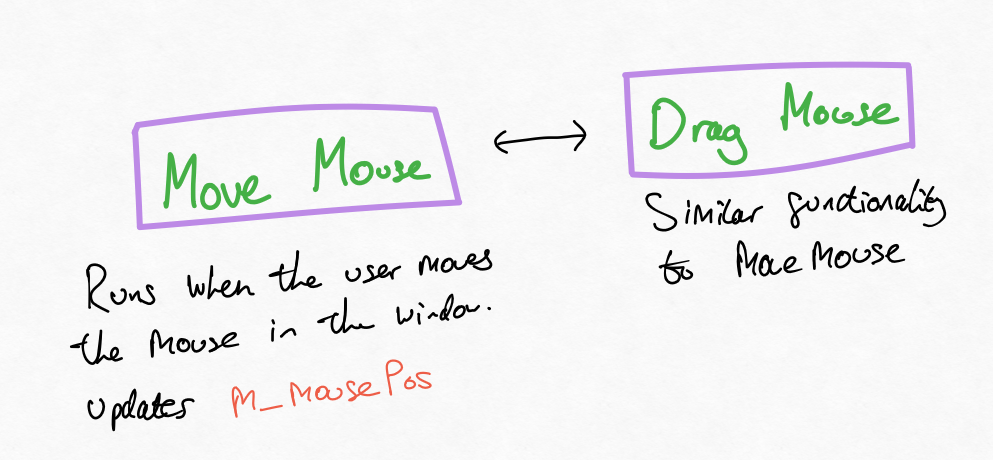 Move Mouse
Drag Mouse
Runs when the user moves
the mouse in the window.
updates M_MousePos
Similar functionality
to MoveMouse